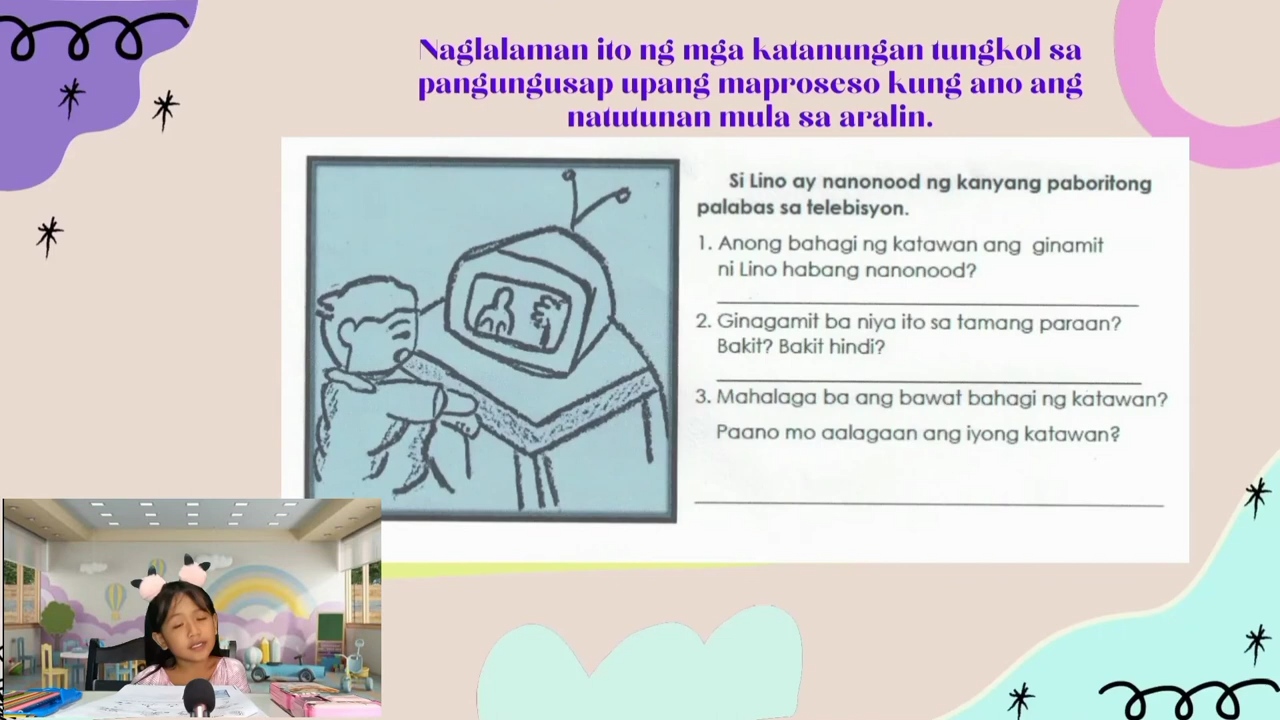 Naglalaman ito ng mga katanungan tungkol sa
pangungusap upang maproseso kung ano ang
natutunan mula sa aralin.
Si Lino ay nanonood ng kanyang paboritong
palabas sa telebisyon.
1. Anong bahagi ng katawan ang ginamit
ni Lino habang nanonood?
2. Ginagamit ba niya ito sa tamang paraan?
Bakit? Bakit hindi?
3. Mahalaga ba ang bawat bahagi ng katawan?
Paano mo aalagaan ang iyong katawan?